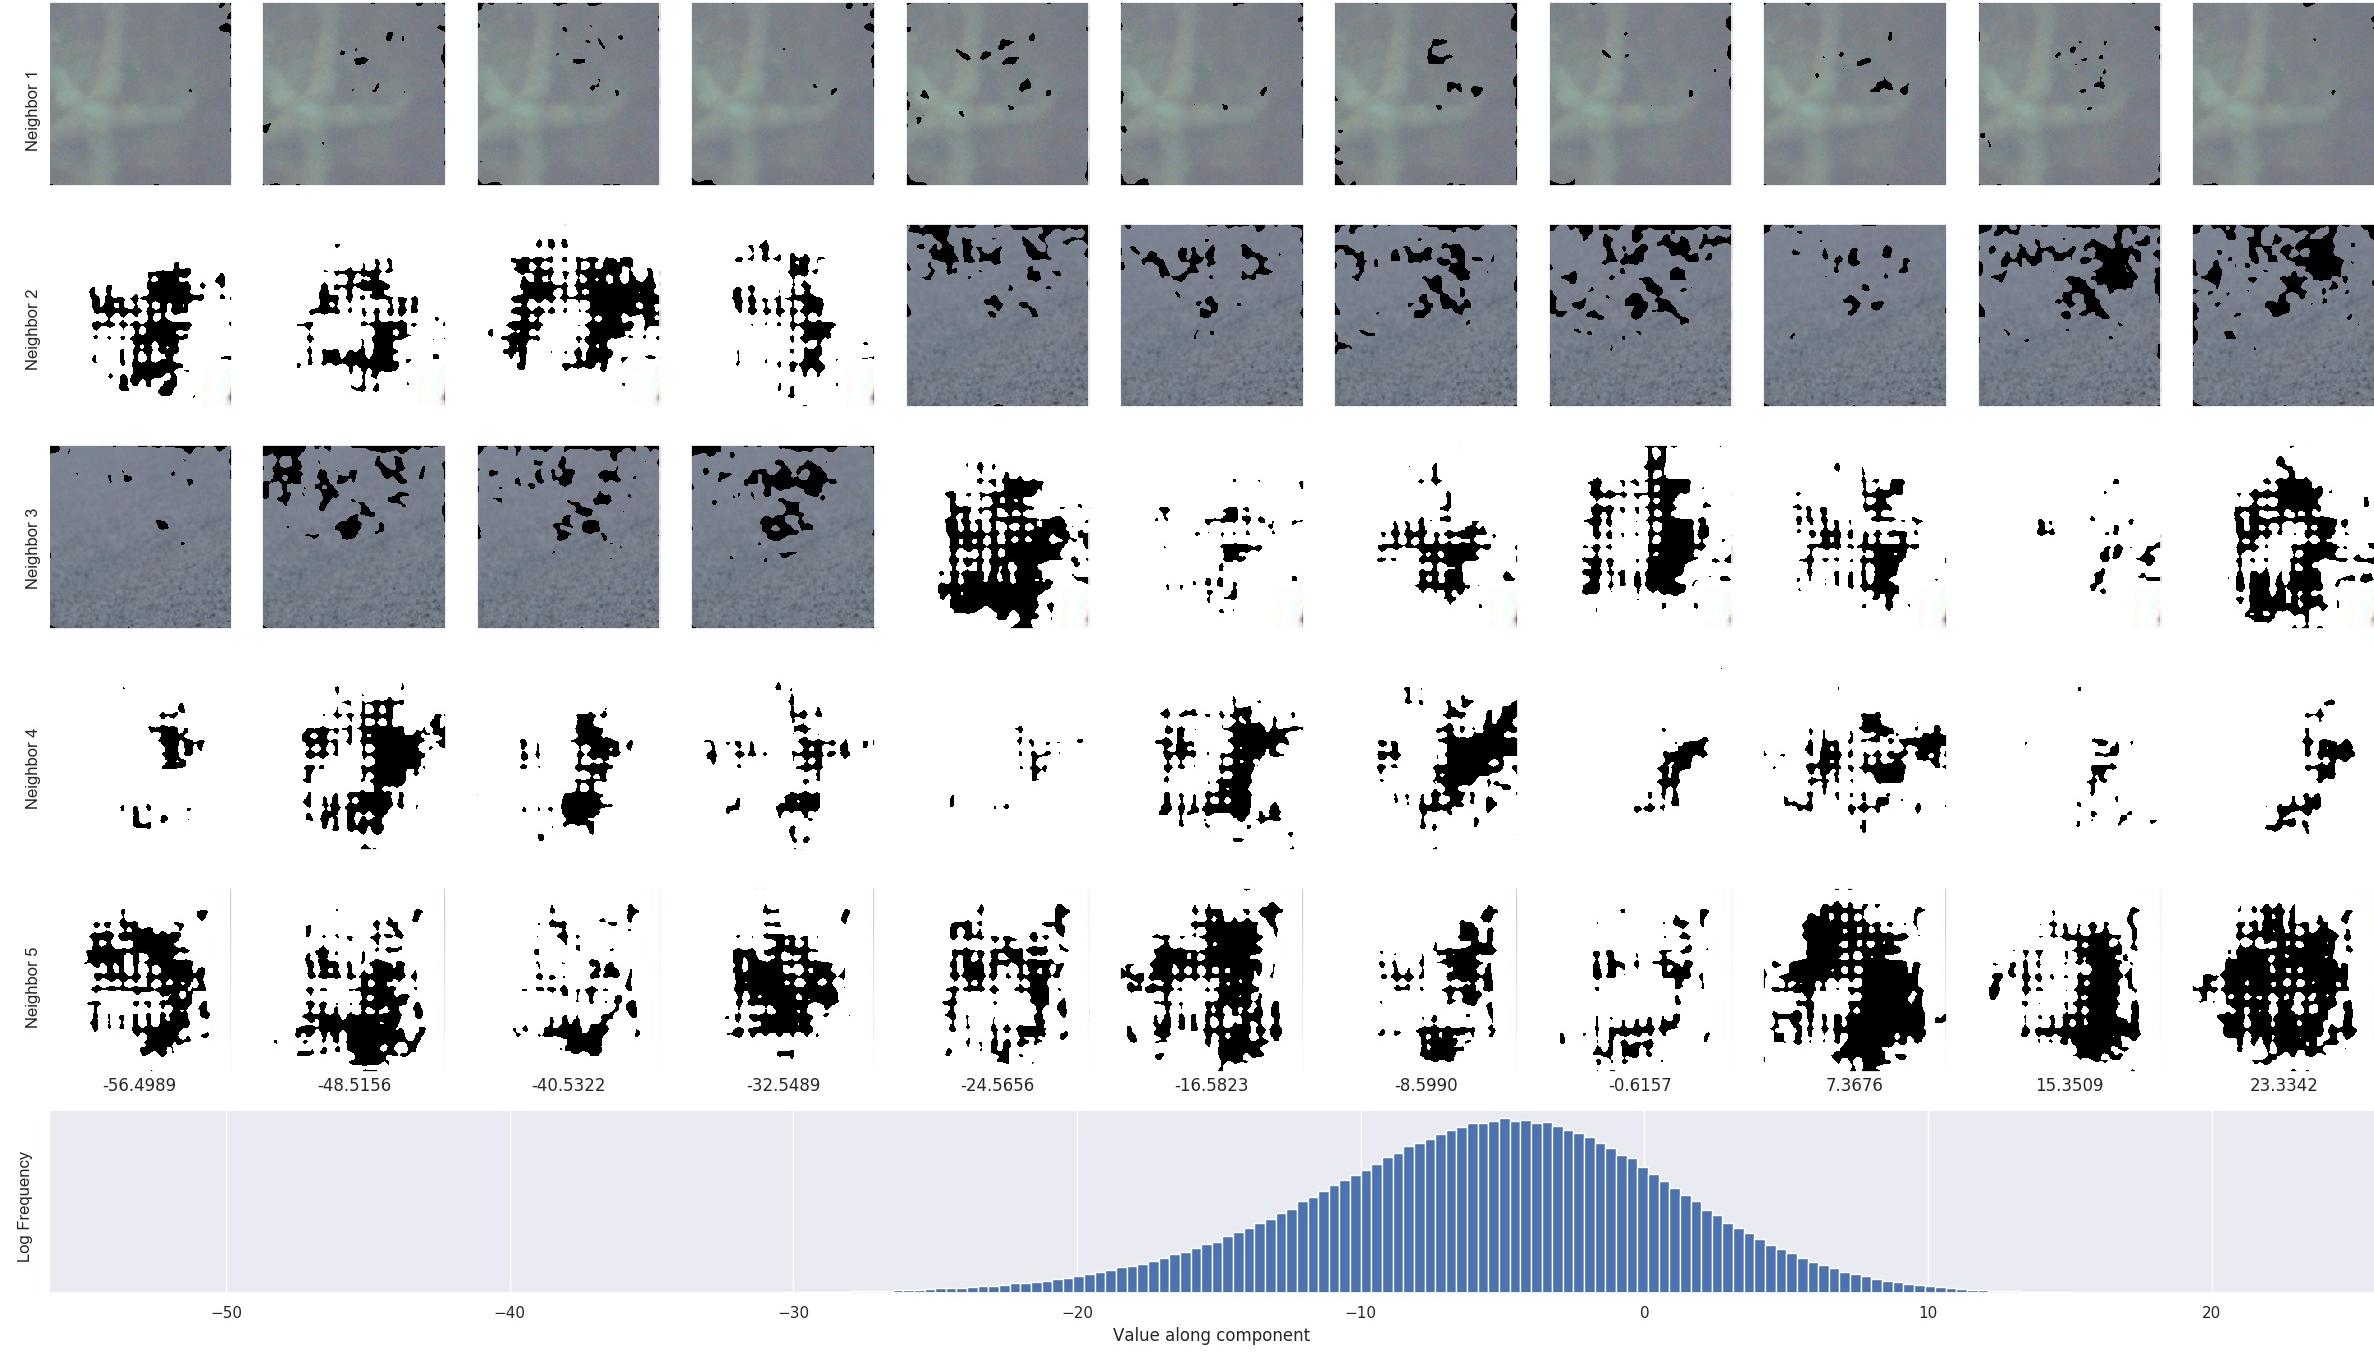 Neighbor 1
Neighbor 2
Neighbor 3
Neighbor 4
Neighbor 5
-56.4989 -48.5156 -40.5322 -32.5489 -24.5656 -16.5823 -8.5990 -0.6157 7.3676 15.3509 23.3342
Log Frequency
−50 −40 −30 −20 −10 0 10 20
Value along component